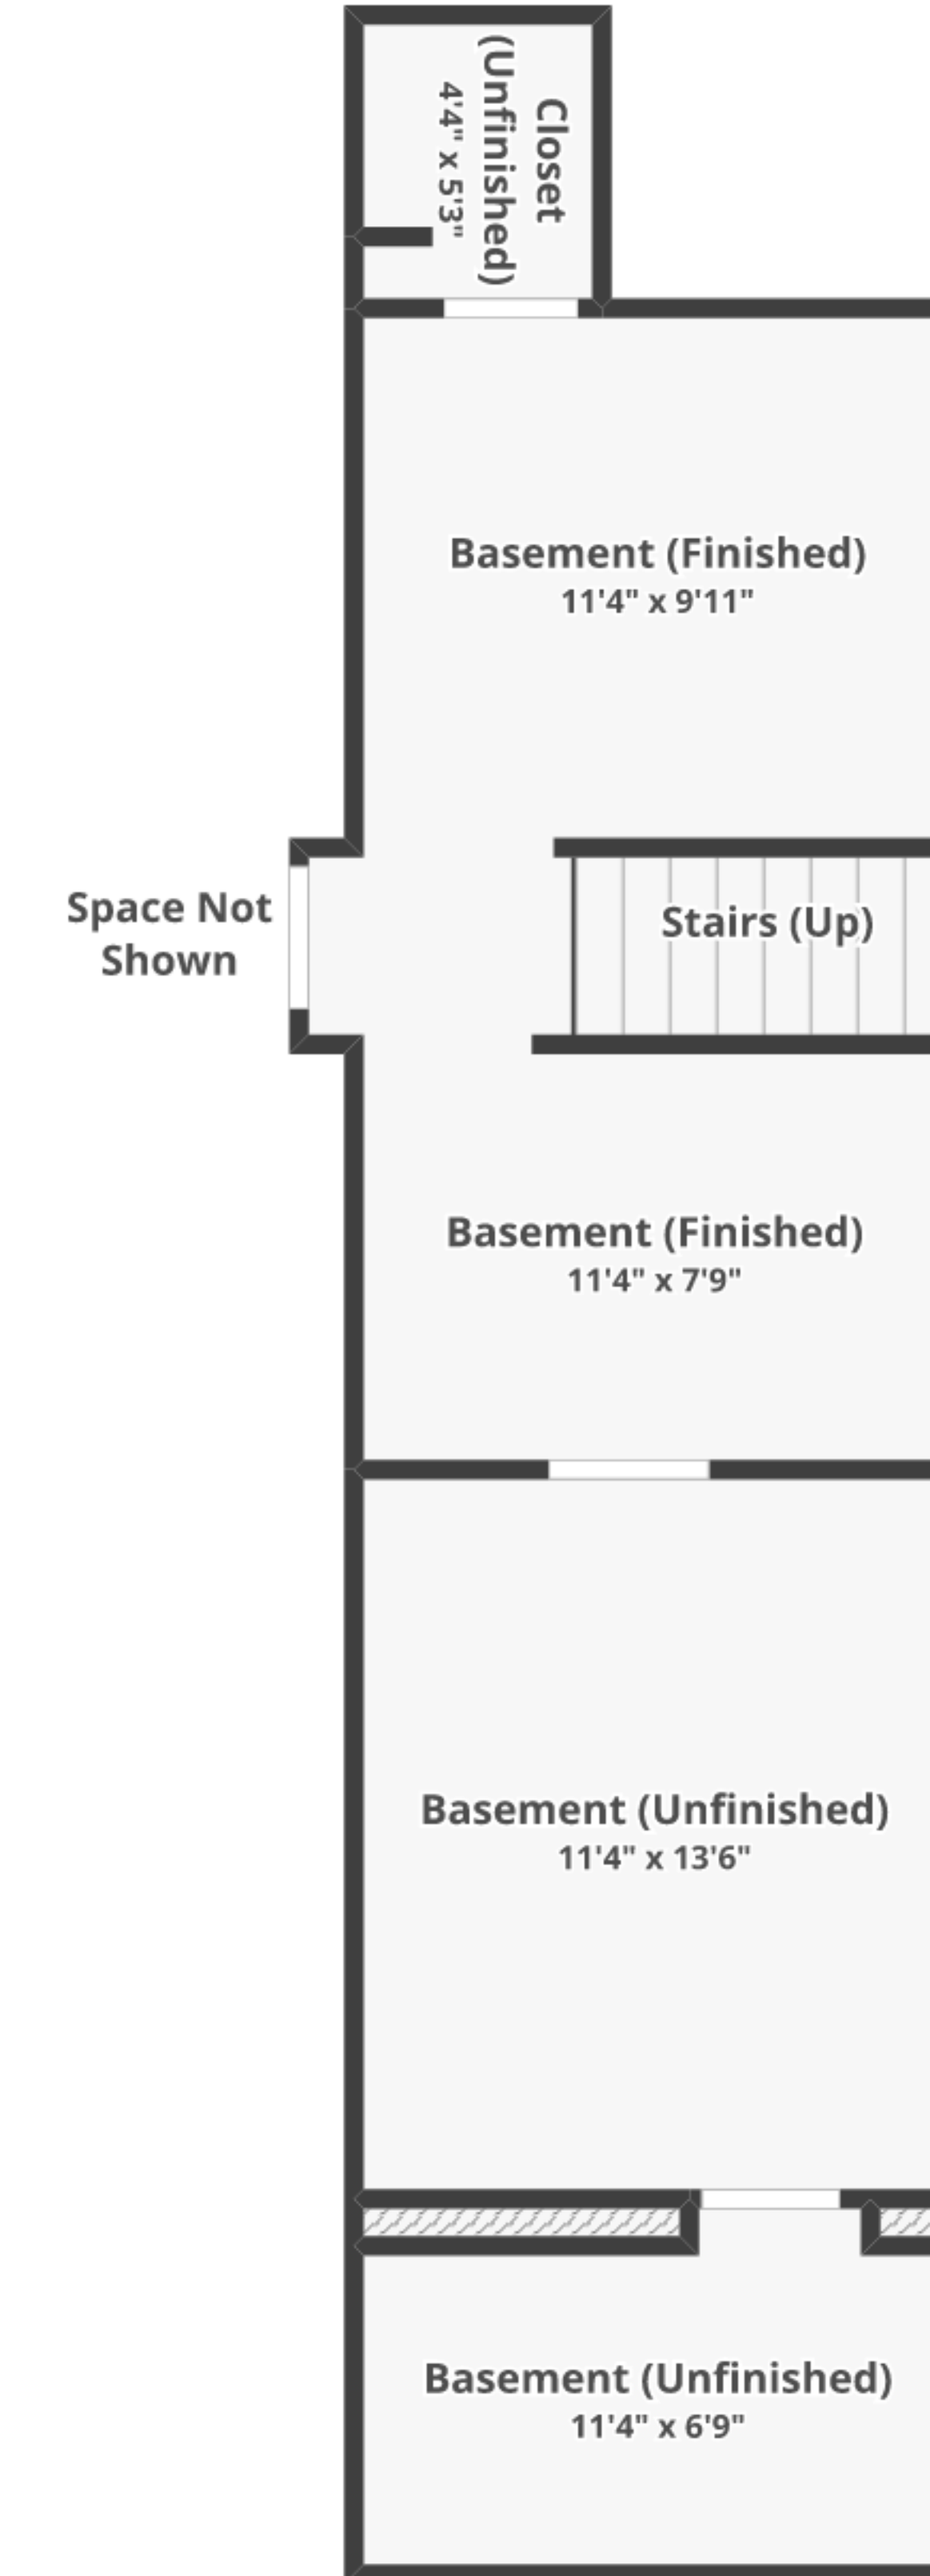 Closet
(Unfinished)
4'4" x 5'3"
Basement (Finished)
11'4" x 9'11"
Space Not
Shown
Stairs (Up)
Basement (Finished)
11'4" x 7'9"
Basement (Unfinished)
11'4" x 13'6"
Basement (Unfinished)
11'4" x 6'9"